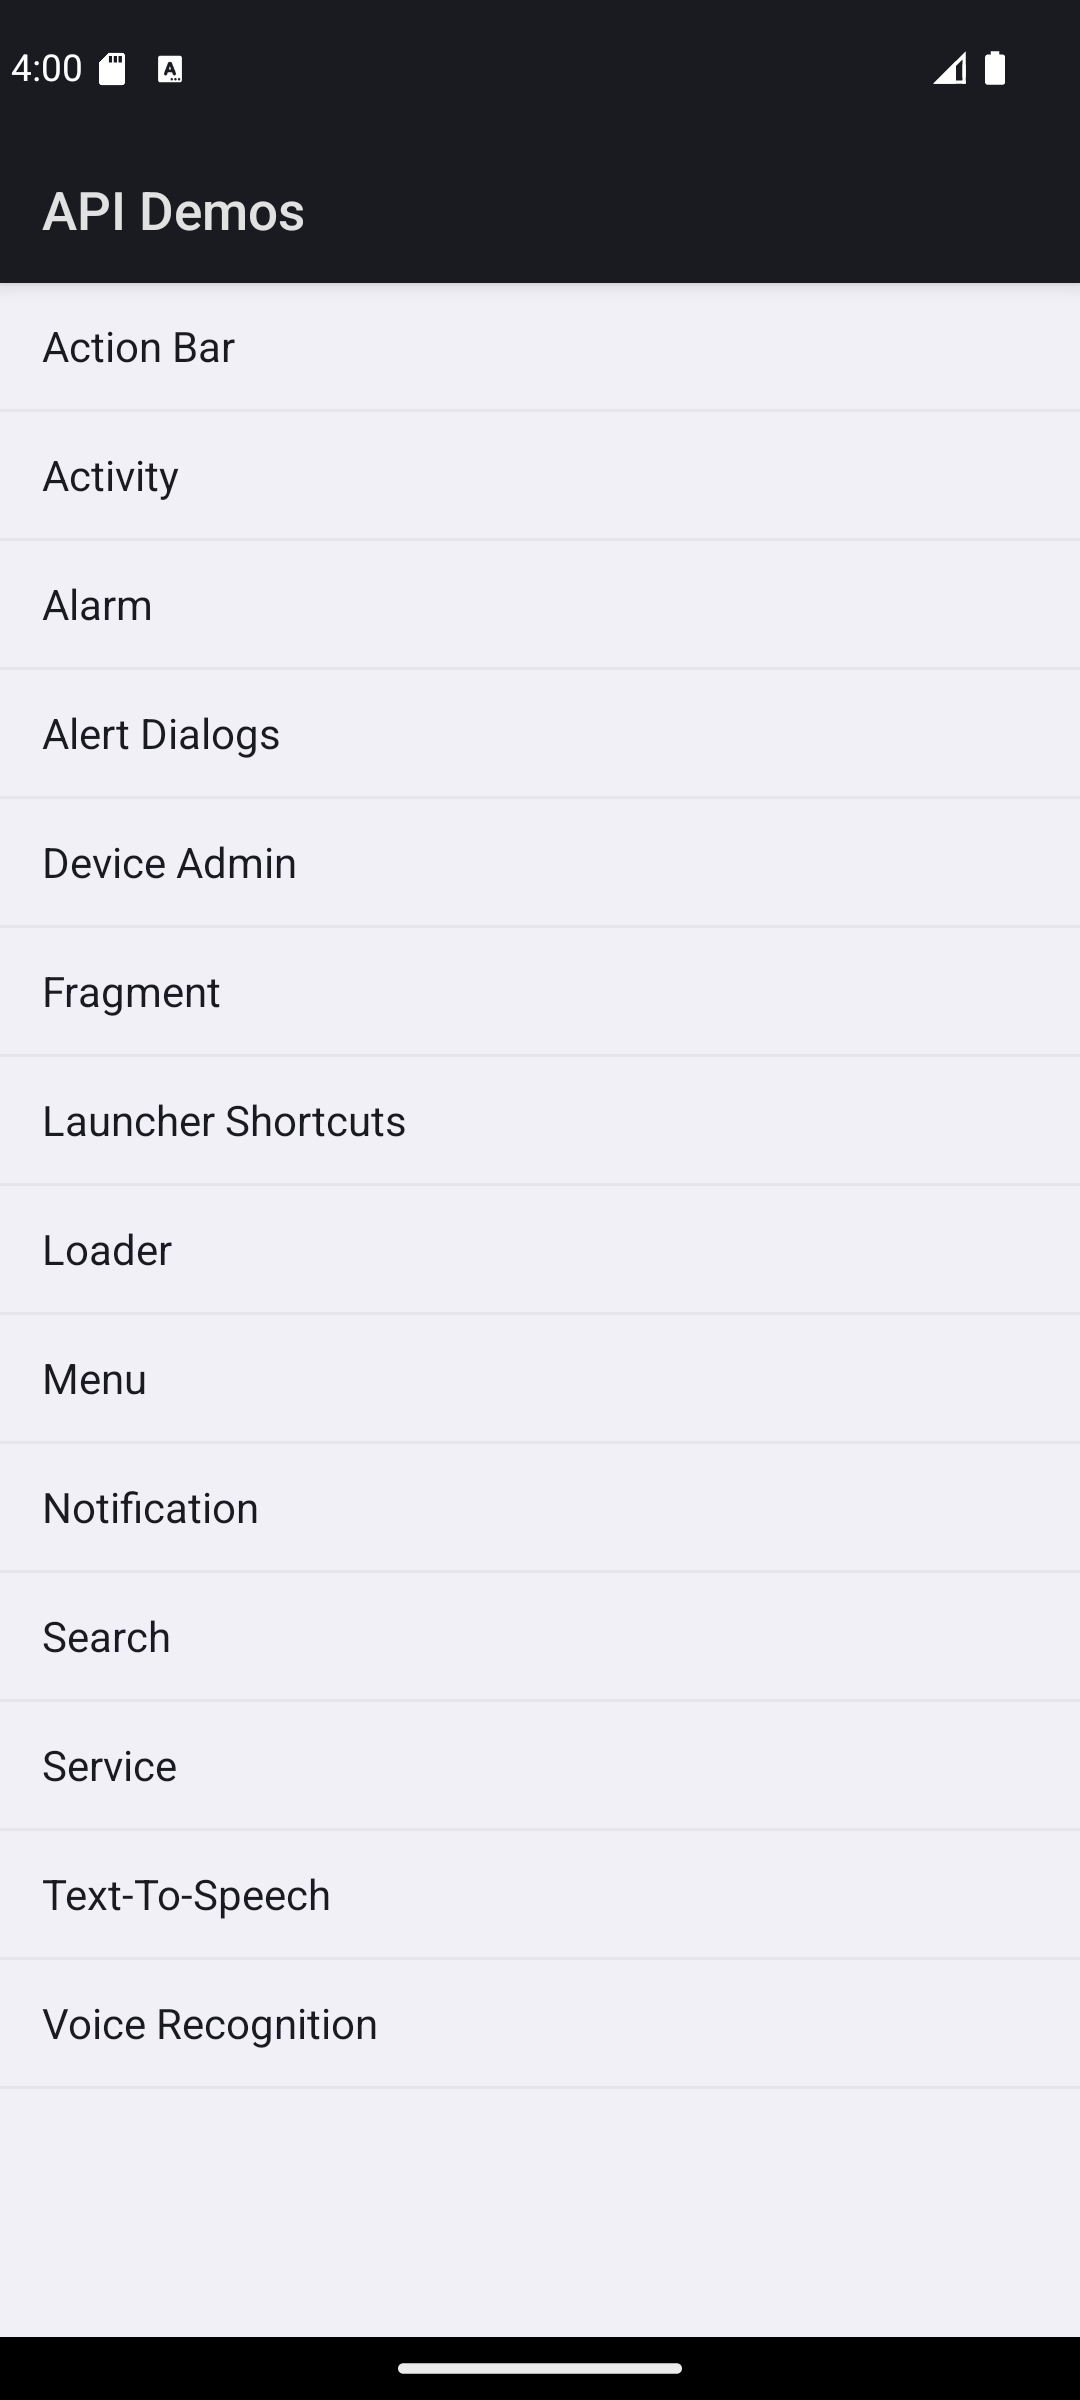 4:00
API Demos
Action Bar
Activity
Alarm
Alert Dialogs
Device Admin
Fragment
Launcher Shortcuts
Loader
Menu
Notification
Search
Service
Text-To-Speech
Voice Recognition